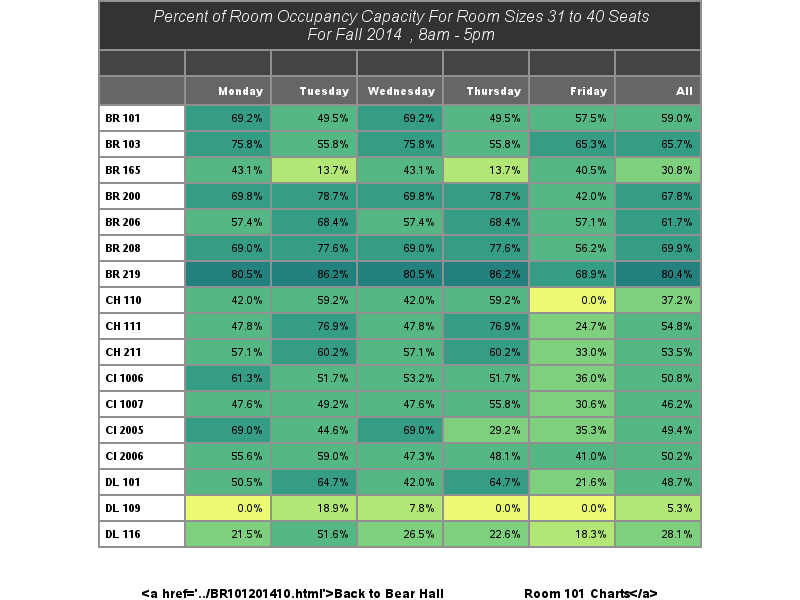 Percent of Room Occupancy Capacity For Room Sizes 31 to 40 Seats
For Fall 2014 , 8am - 5pm
Monday Tuesday Wednesday Thursday Friday All
BR 101 69.2% 49.5% 69.2% 49.5% 57.5% 59.0%
BR 103 75.8% 55.8% 75.8% 55.8% 65.3% 65.7%
BR 165 43.1% 13.7% 43.1% 13.7% 40.5% 30.8%
BR 200 69.8% 78.7% 69.8% 78.7% 42.0% 67.8%
BR 206 57.4% 68.4% 57.4% 68.4% 57.1% 61.7%
BR 208 69.0% 77.6% 69.0% 77.6% 56.2% 69.9%
BR 219 80.5% 86.2% 80.5% 86.2% 68.9% 80.4%
CH 110 42.0% 59.2% 42.0% 59.2% 0.0% 37.2%
CH 111 47.8% 76.9% 47.8% 76.9% 24.7% 54.8%
CH 211 57.1% 60.2% 57.1% 60.2% 33.0% 53.5%
CI 1006 61.3% 51.7% 53.2% 51.7% 36.0% 50.8%
CI 1007 47.6% 49.2% 47.6% 55.8% 30.6% 46.2%
CI 2005 69.0% 44.6% 69.0% 29.2% 35.3% 49.4%
CI 2006 55.6% 59.0% 47.3% 48.1% 41.0% 50.2%
DL 101 50.5% 64.7% 42.0% 64.7% 21.6% 48.7%
DL 109 0.0% 18.9% 7.8% 0.0% 0.0% 5.3%
DL 116 21.5% 51.6% 26.5% 22.6% 18.3% 28.1%
<a href='../BR101201410.html'>Back to Bear Hall Room 101 Charts</a>